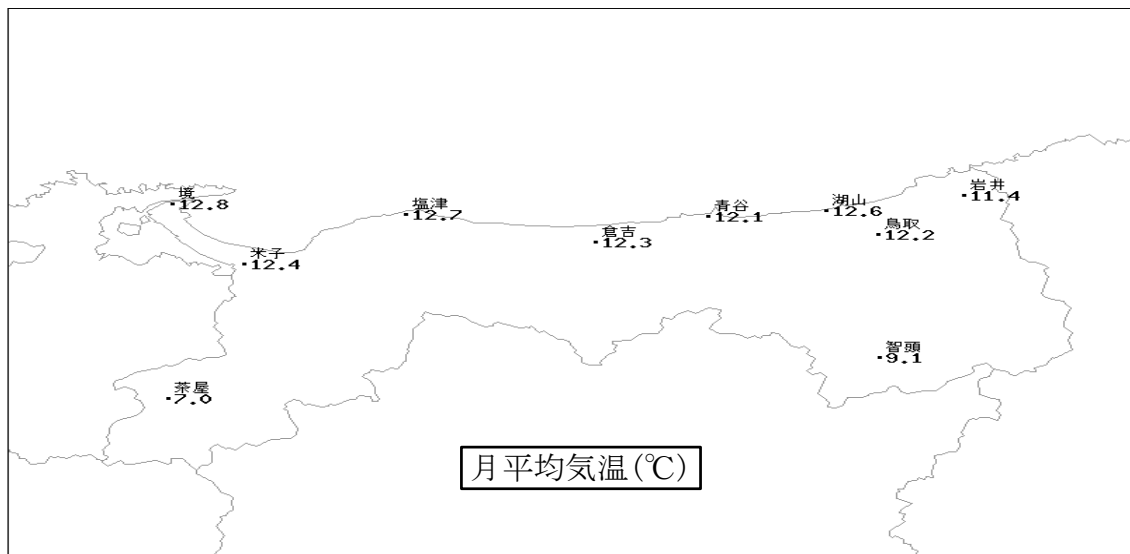 境
12.8
塩津
12.7
青谷
12.1
湖山
12.6
岩井
11.4
倉吉
12.3
鳥取
12.2
米子
12.4
智頭
9.1
茶屋
7.0
月平均気温(℃)